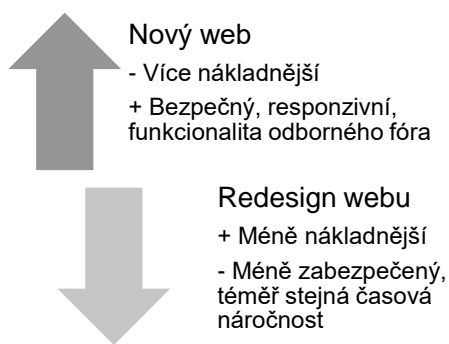 Nový web
- Více nákladnější
+ Bezpečný, responzivní,
funkcionalita odborného fóra
Redesign webu
+ Méně nákladnější
- Méně zabezpečený,
téměř stejná časová
náročnost